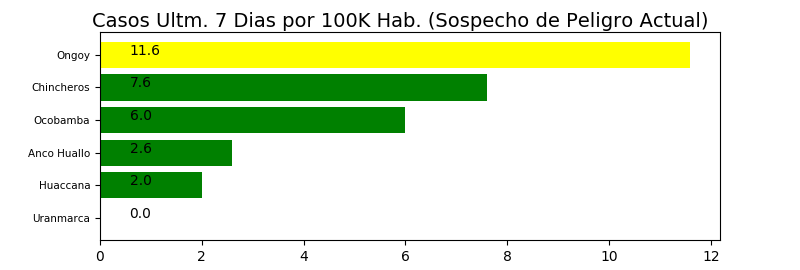 Casos Ultm. 7 Dias por 100K Hab. (Sospecho de Peligro Actual)
Ongoy 11.6
Chincheros 7.6
Ocobamba 6.0
Anco Huallo 2.6
Huaccana 2.0
Uranmarca 0.0
0 2 4 6 8 10 12